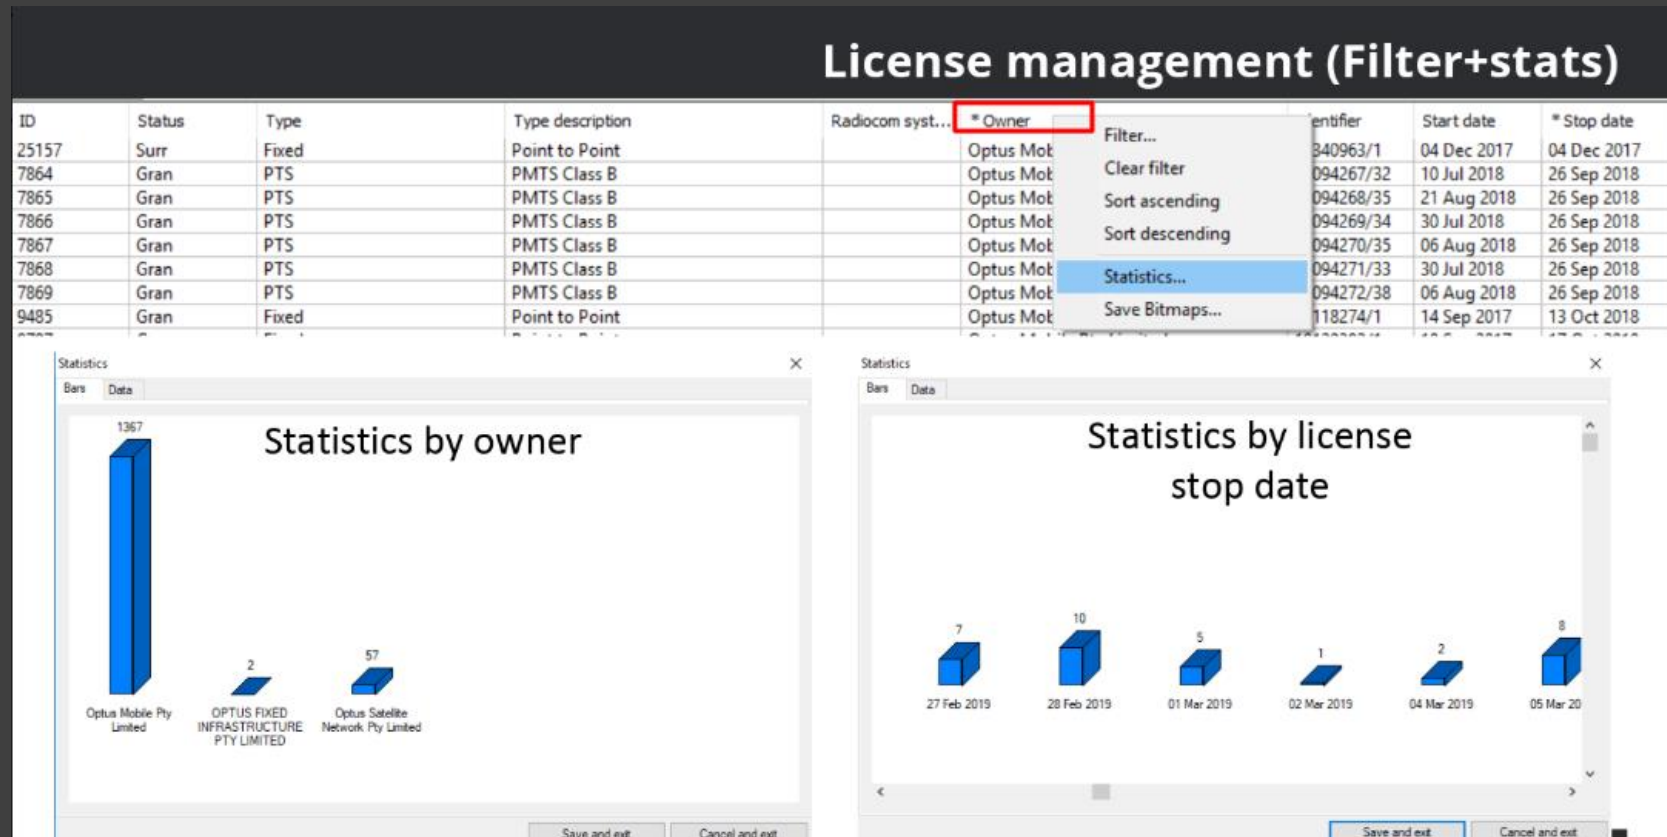 License management (Filter+stats)
ID Status Type Type description Radiocom syst... * Owner entifier Start date * Stop date
25157 Surr Fixed Point to Point Optus Mob 340963/1 04 Dec 2017 04 Dec 2017
7864 Gran PTS PMTS Class B Optus Mob 094267/32 10 Jul 2018 26 Sep 2018
7865 Gran PTS PMTS Class B Optus Mob 094268/35 21 Aug 2018 26 Sep 2018
7866 Gran PTS PMTS Class B Optus Mob 094269/34 30 Jul 2018 26 Sep 2018
7867 Gran PTS PMTS Class B Optus Mob 094270/35 06 Aug 2018 26 Sep 2018
7868 Gran PTS PMTS Class B Optus Mob 094271/33 30 Jul 2018 26 Sep 2018
7869 Gran PTS PMTS Class B Optus Mob 094272/38 06 Aug 2018 26 Sep 2018
9485 Gran Fixed Point to Point Optus Mob 118274/1 14 Sep 2017 13 Oct 2018
Filter...
Clear filter
Sort ascending
Sort descending
Statistics...
Save Bitmaps...
Statistics
Bars Data
Statistics by owner
1367
2
57
Optus Mobile Pty
Limited
OPTUS FIXED
INFRASTRUCTURE
PTY LIMITED
Optus Satellite
Network Pty Limited
Save and exit Cancel and exit
Statistics
Bars Data
Statistics by license
stop date
7 10 5 1 2 8
27 Feb 2019 28 Feb 2019 01 Mar 2019 02 Mar 2019 04 Mar 2019 05 Mar 20
Save and exit Cancel and exit